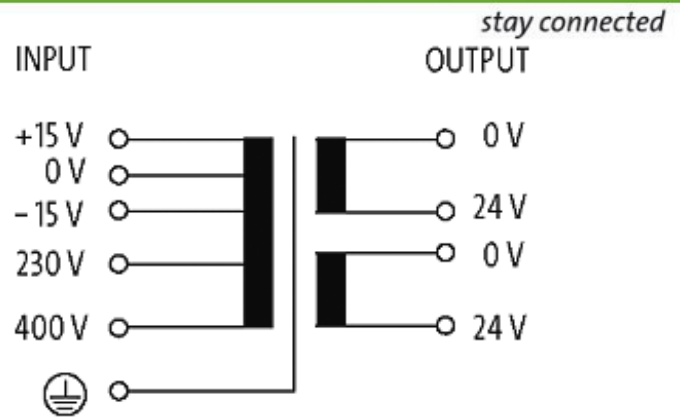 stay connected
INPUT OUTPUT
+15 V 0 V
0 V
– 15 V 24 V
230 V 0 V
400 V 24 V